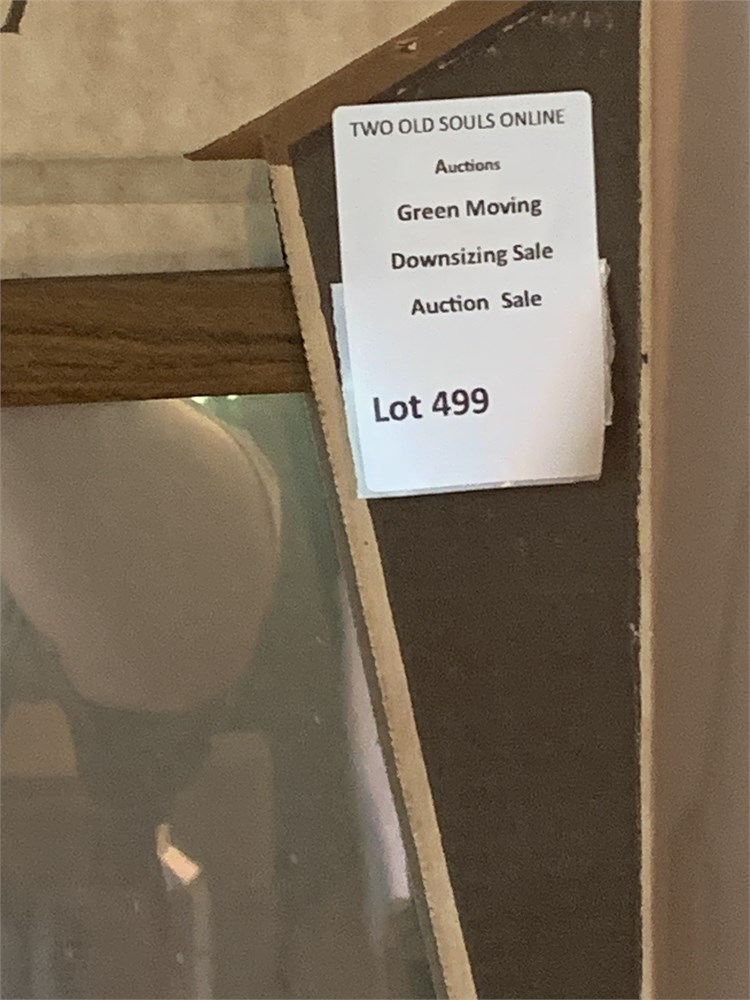 TWO OLD SOULS ONLINE
Auctions
Green Moving
Downsizing Sale
Auction Sale
Lot 499